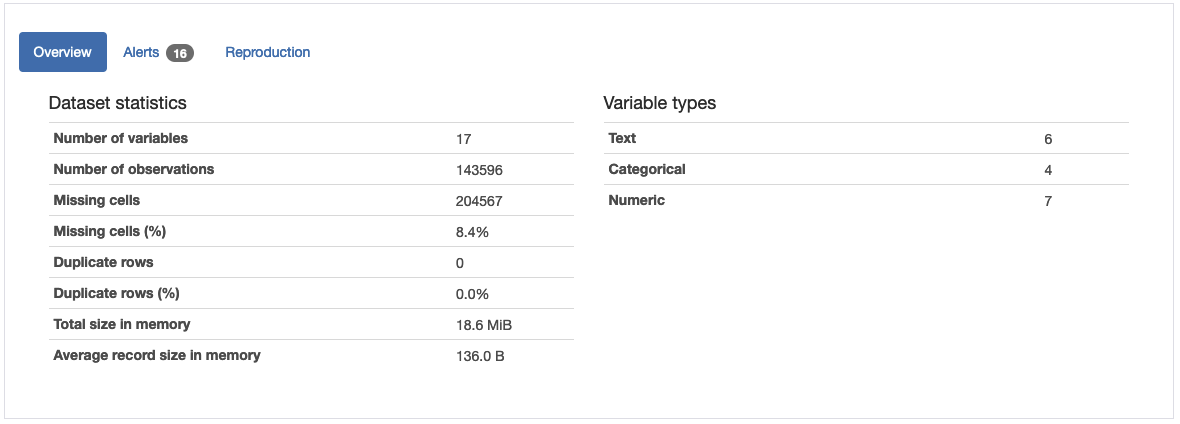 Overview Alerts 16 Reproduction
Dataset statistics
Number of variables 17
Number of observations 143596
Missing cells 204567
Missing cells (%) 8.4%
Duplicate rows 0
Duplicate rows (%) 0.0%
Total size in memory 18.6 MiB
Average record size in memory 136.0 B
Variable types
Text 6
Categorical 4
Numeric 7